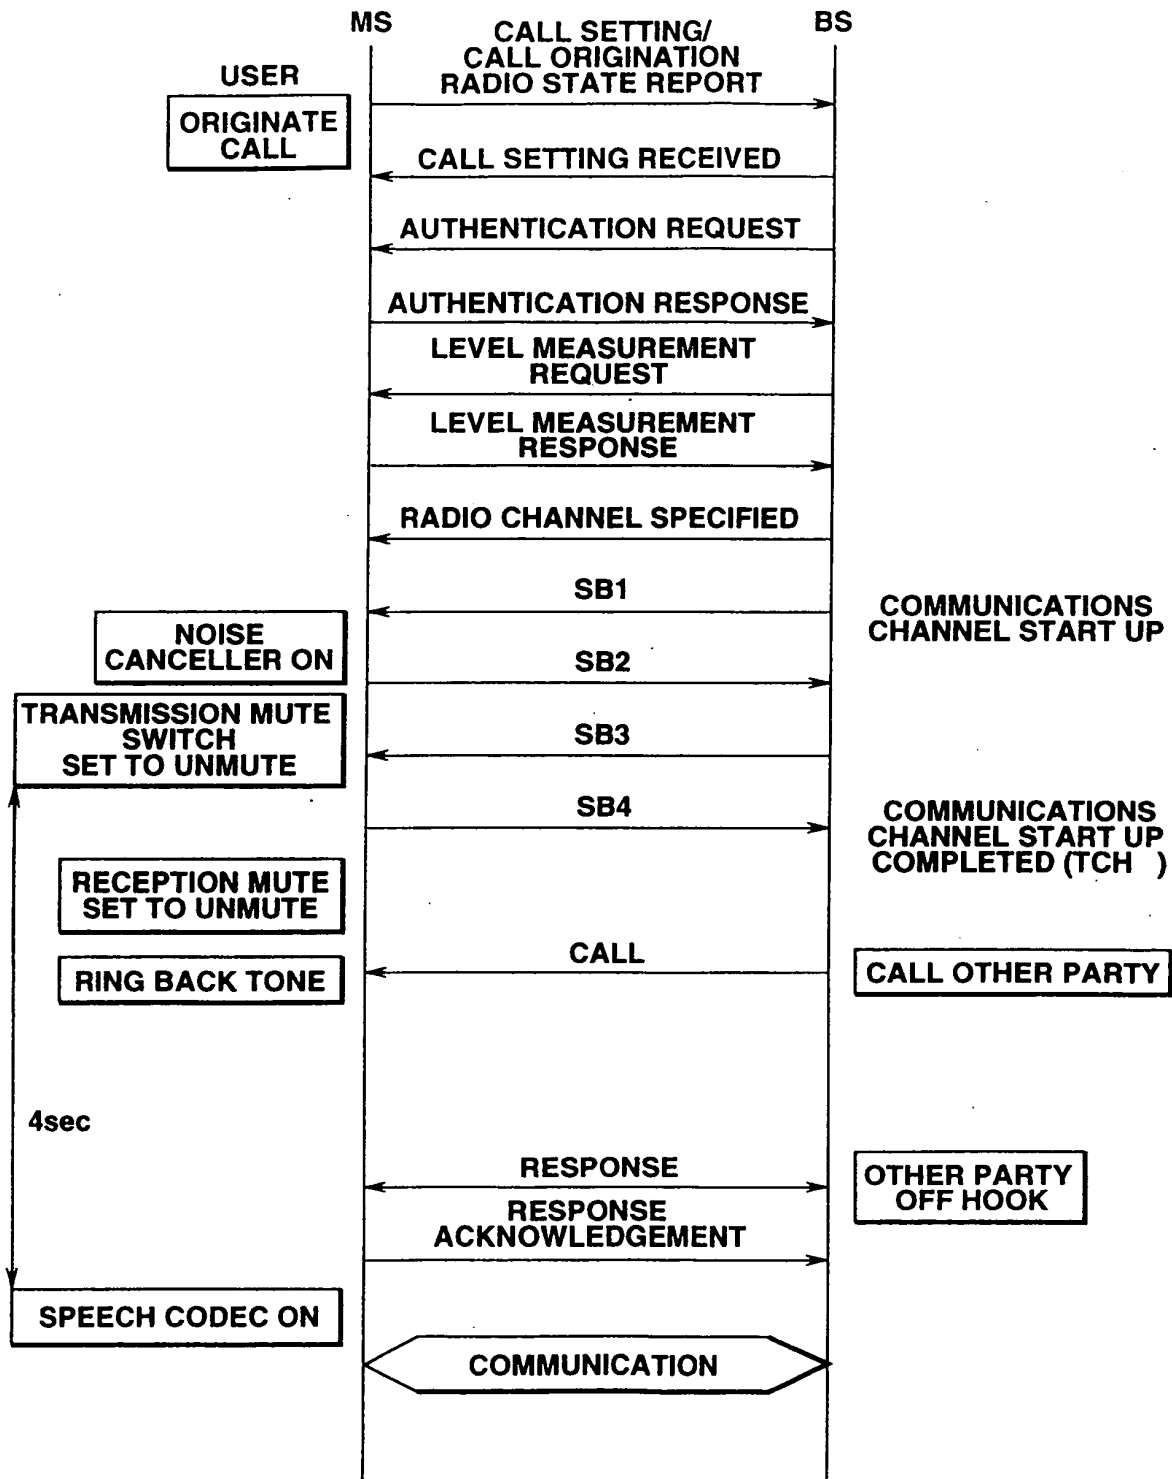 MS
BS
CALL SETTING/
CALL ORIGINATION
RADIO STATE REPORT
USER
ORIGINATE
CALL
CALL SETTING RECEIVED
AUTHENTICATION REQUEST
AUTHENTICATION RESPONSE
LEVEL MEASUREMENT
REQUEST
LEVEL MEASUREMENT
RESPONSE
RADIO CHANNEL SPECIFIED
SB1
COMMUNICATIONS
CHANNEL START UP
NOISE
CANCELLER ON
SB2
TRANSMISSION MUTE
SWITCH
SET TO UNMUTE
SB3
SB4
COMMUNICATIONS
CHANNEL START UP
COMPLETED (TCH )
RECEPTION MUTE
SET TO UNMUTE
CALL
RING BACK TONE
CALL OTHER PARTY
4sec
RESPONSE
OTHER PARTY
OFF HOOK
RESPONSE
ACKNOWLEDGEMENT
SPEECH CODEC ON
COMMUNICATION